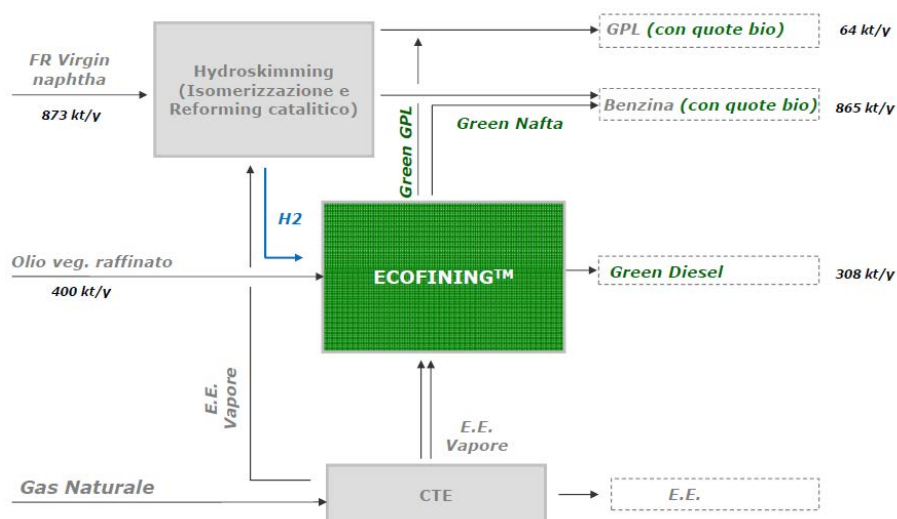 GPL (con quote bio)
64 kt/y
FR Virgin
naphtha
873 kt/y
Hydroskimming
(Isomerizzazione e
Reforming catalitico)
Benzina (con quote bio)
865 kt/y
Green GPL
Green Nafta
H2
Olio veg. raffinato
400 kt/y
ECOFINING™
Green Diesel
308 kt/y
E.E.
Vapore
E.E.
Vapore
Gas Naturale
CTE
E.E.